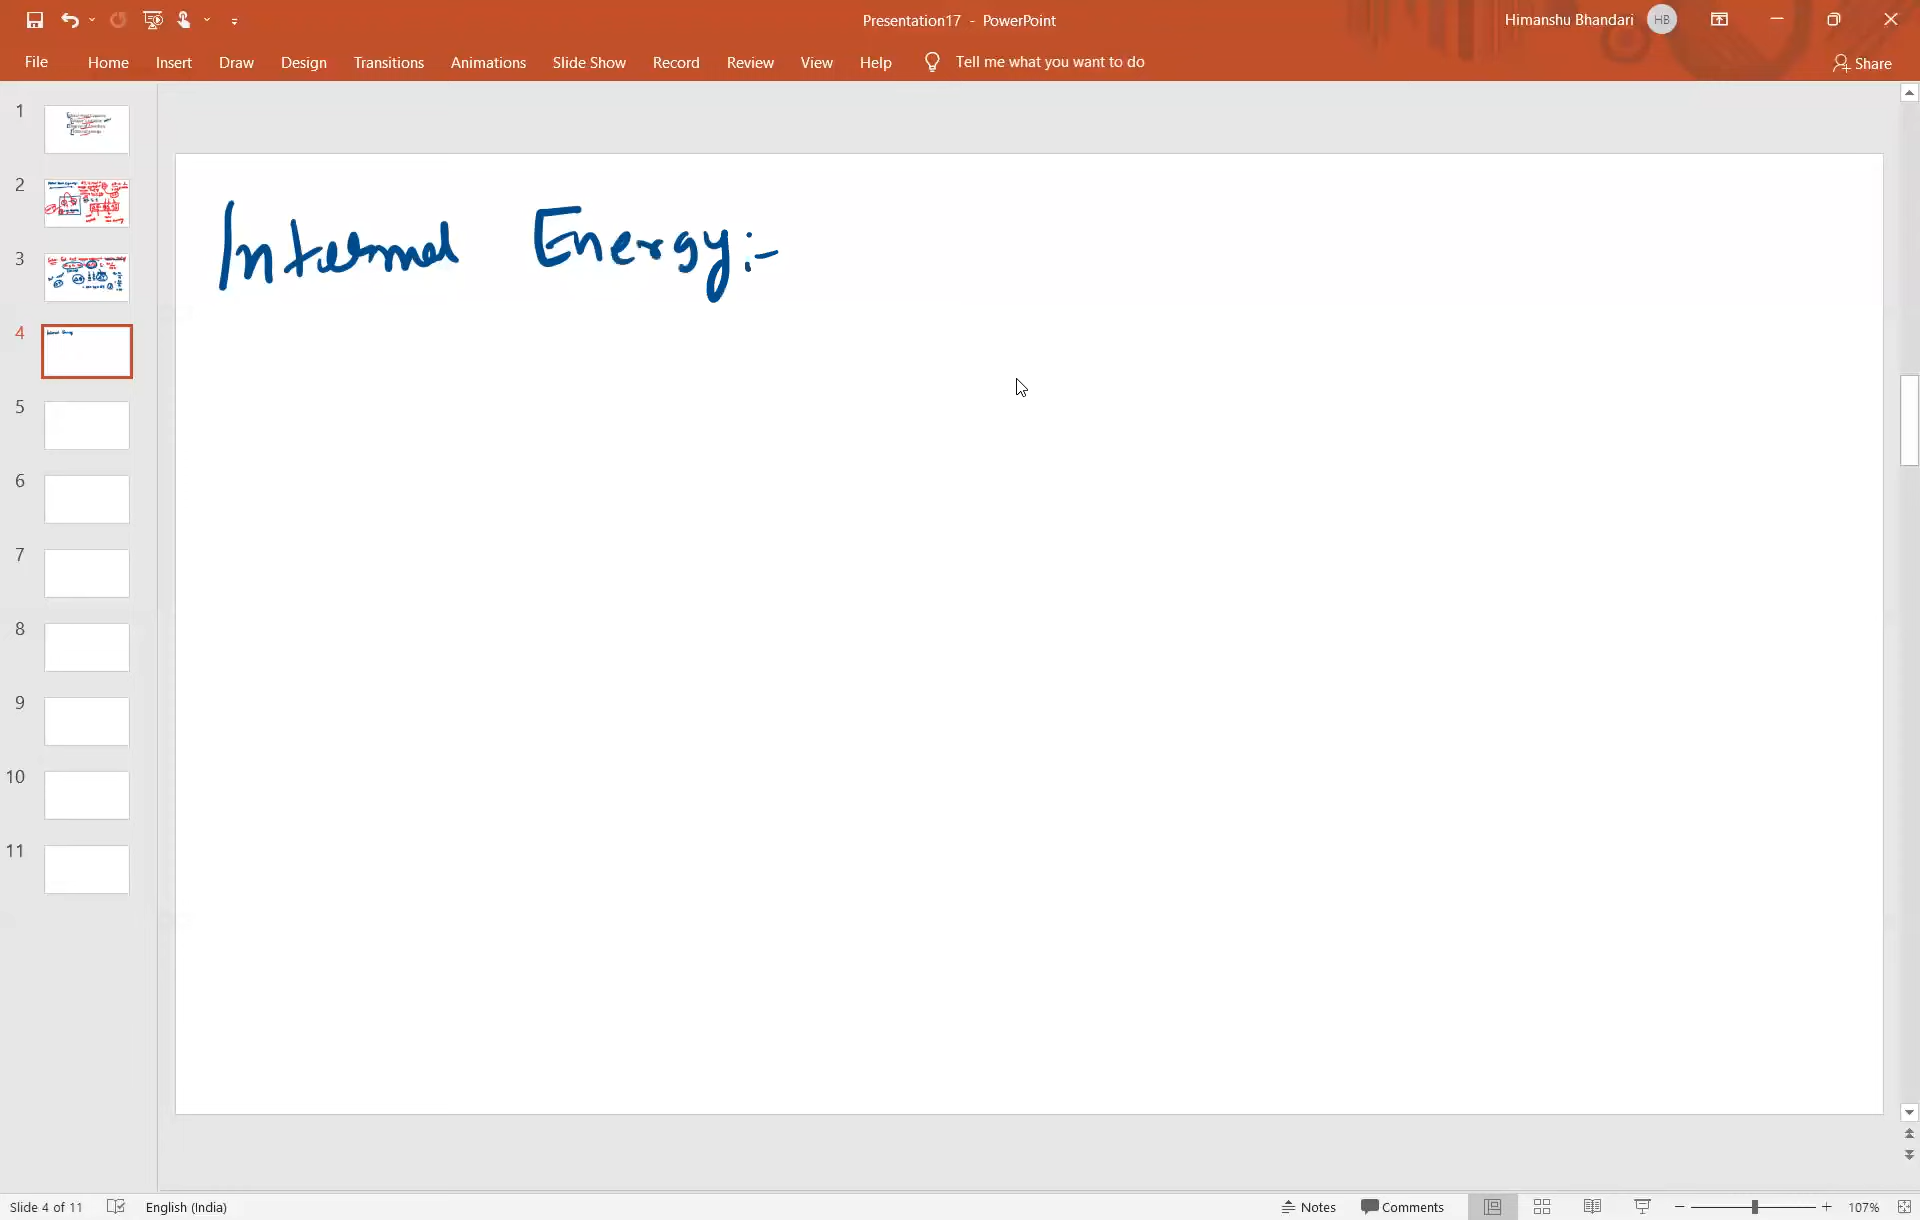 Presentation17 - PowerPoint
Himanshu Bhandari HB
File Home Insert Draw Design Transitions Animations Slide Show Record Review View Help Tell me what you want to do Share
1
2
3
4
5
6
7
8
9
10
11
Internal Energy:-
Slide 4 of 11 English (India) Notes Comments 107%